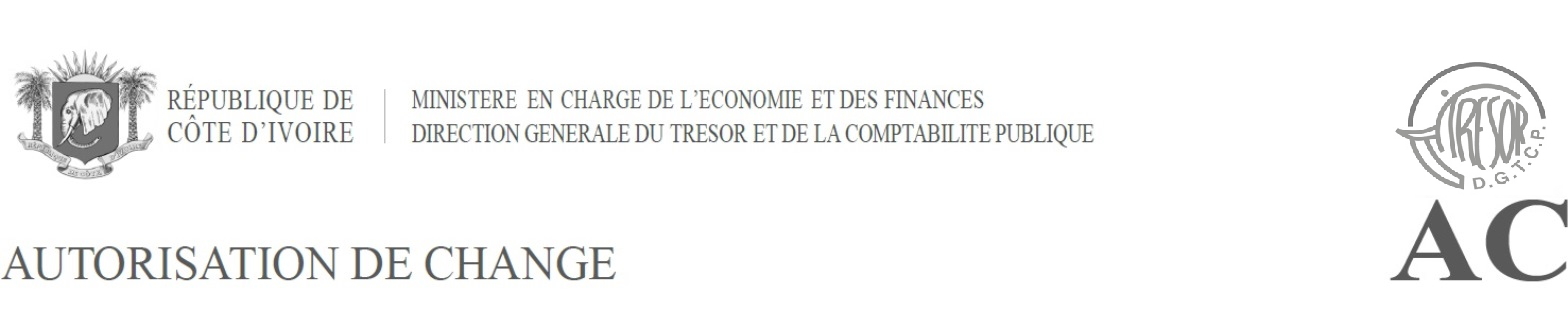 RÉPUBLIQUE DE
CÔTE D'IVOIRE
MINISTERE EN CHARGE DE L'ECONOMIE ET DES FINANCES
DIRECTION GENERALE DU TRESOR ET DE LA COMPTABILITE PUBLIQUE
TRESOR
D.G.T.C.P.
AUTORISATION DE CHANGE
AC